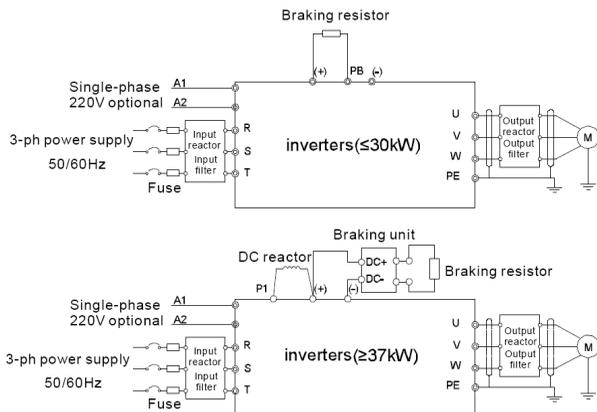 Braking resistor
(+) PB (-)
Single-phase A1
220V optional A2
3-ph power supply
50/60Hz
Fuse
Input
reactor
Input
filter
R
S
T
inverters(≤30kW)
U
V
W
PE
Output
reactor
Output
filter
M
Braking unit
DC reactor
DC+
DC-
Braking resistor
P1 (+) (-)
Single-phase A1
220V optional A2
3-ph power supply
50/60Hz
Fuse
Input
reactor
Input
filter
R
S
T
inverters(≥37kW)
U
V
W
PE
Output
reactor
Output
filter
M